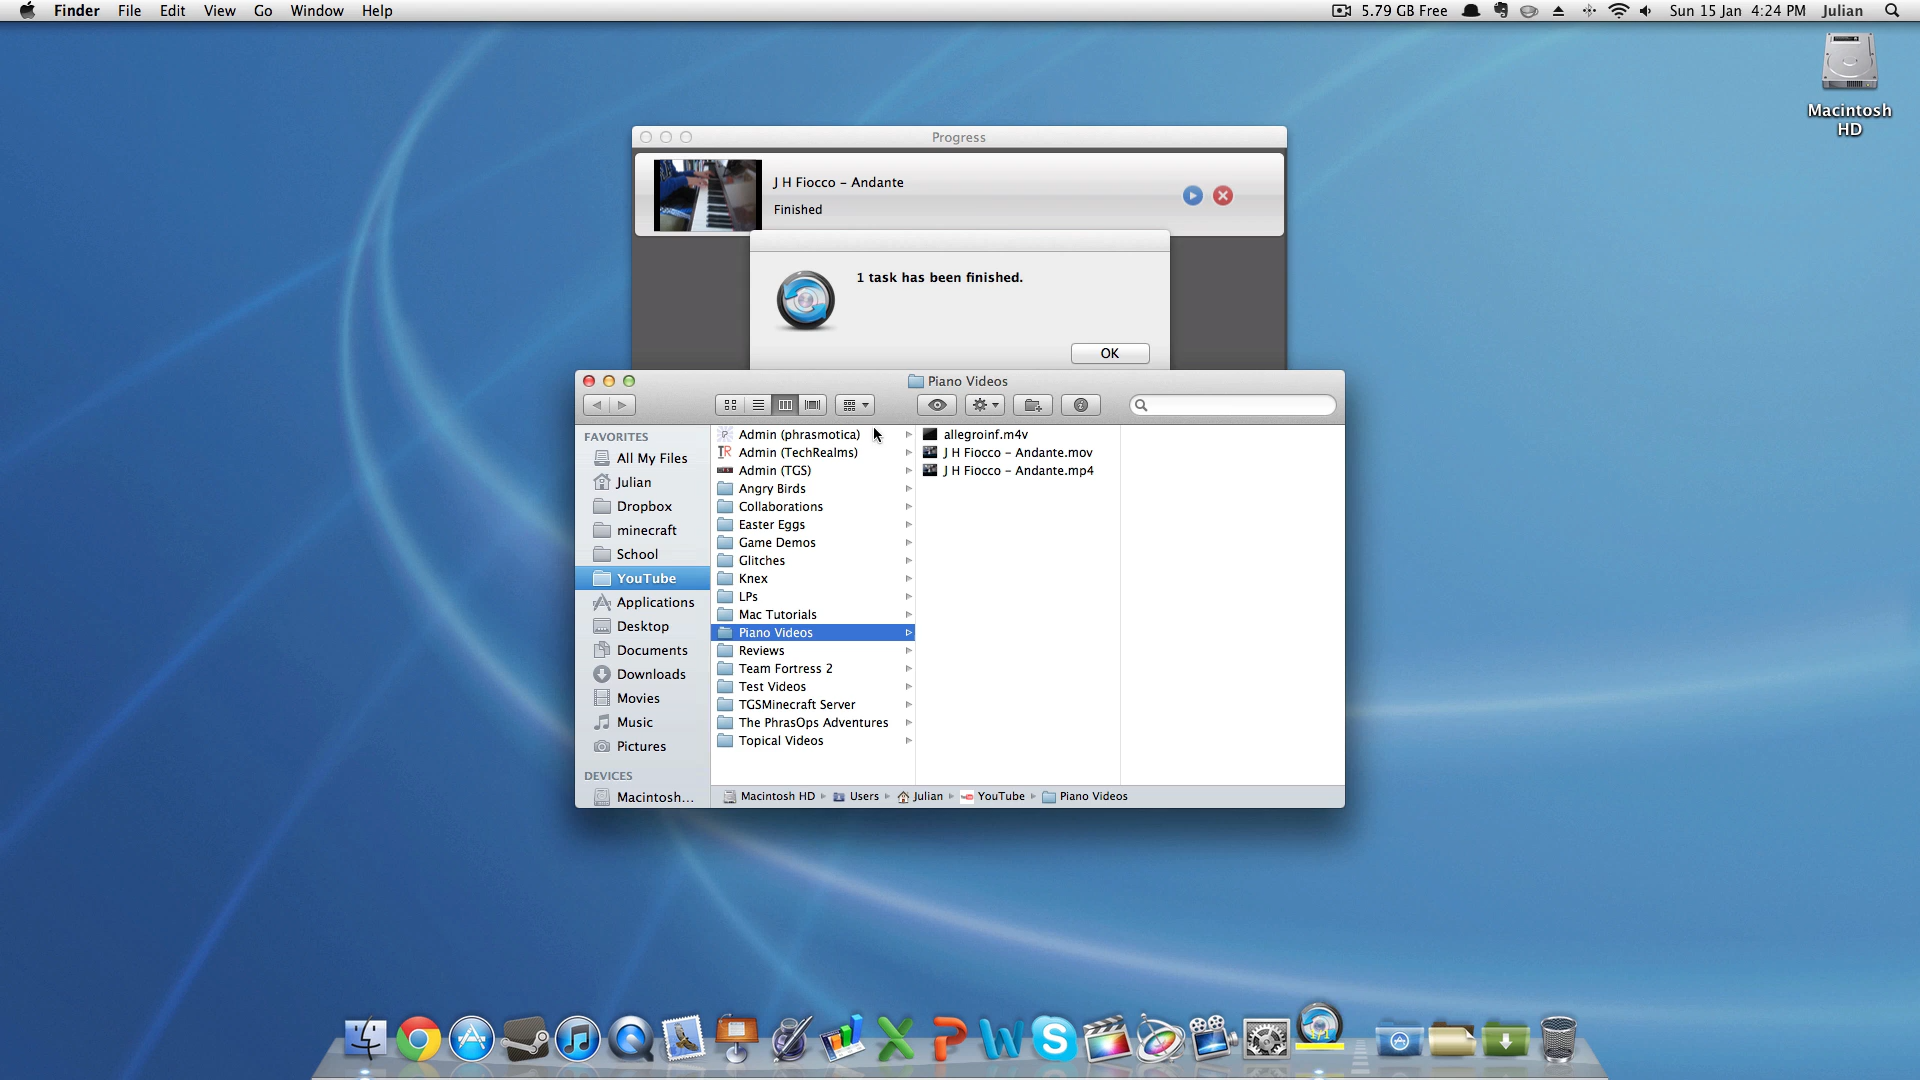 Finder File Edit View Go Window Help 5.79 GB Free Sun 15 Jan 4:24 PM Julian
Macintosh
HD
Progress
J H Fiocco – Andante
Finished
1 task has been finished.
OK
Piano Videos
FAVORITES
All My Files
Julian
Dropbox
minecraft
School
YouTube
Applications
Desktop
Documents
Downloads
Movies
Music
Pictures
DEVICES
Macintosh...
Admin (phrasmotica)
Admin (TechRealms)
Admin (TGS)
Angry Birds
Collaborations
Easter Eggs
Game Demos
Glitches
Knex
LPs
Mac Tutorials
Piano Videos
Reviews
Team Fortress 2
Test Videos
TGSMinecraft Server
The PhrasOps Adventures
Topical Videos
allegroinf.m4v
J H Fiocco – Andante.mov
J H Fiocco – Andante.mp4
Macintosh HD Users Julian YouTube Piano Videos
1/1